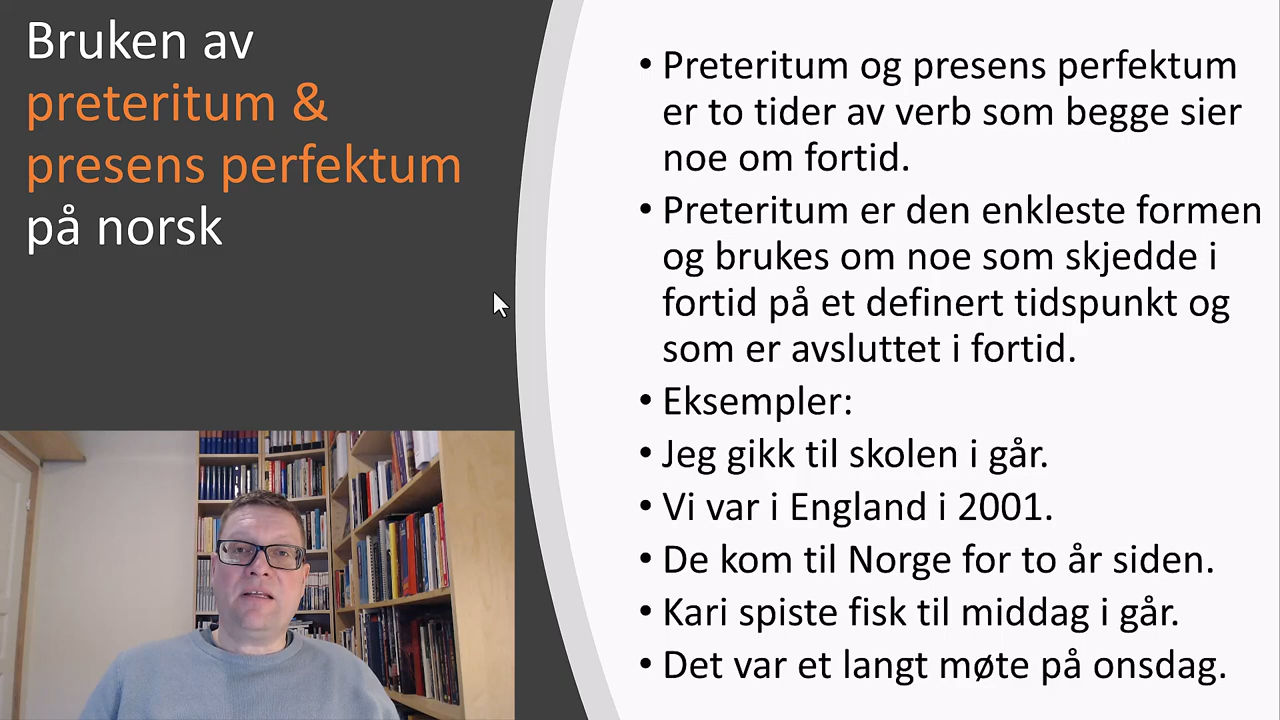 Bruken av
preteritum &
presens perfektum
på norsk
• Preteritum og presens perfektum
er to tider av verb som begge sier
noe om fortid.
• Preteritum er den enkleste formen
og brukes om noe som skjedde i
fortid på et definert tidspunkt og
som er avsluttet i fortid.
• Eksempler:
• Jeg gikk til skolen i går.
• Vi var i England i 2001.
• De kom til Norge for to år siden.
• Kari spiste fisk til middag i går.
• Det var et langt møte på onsdag.